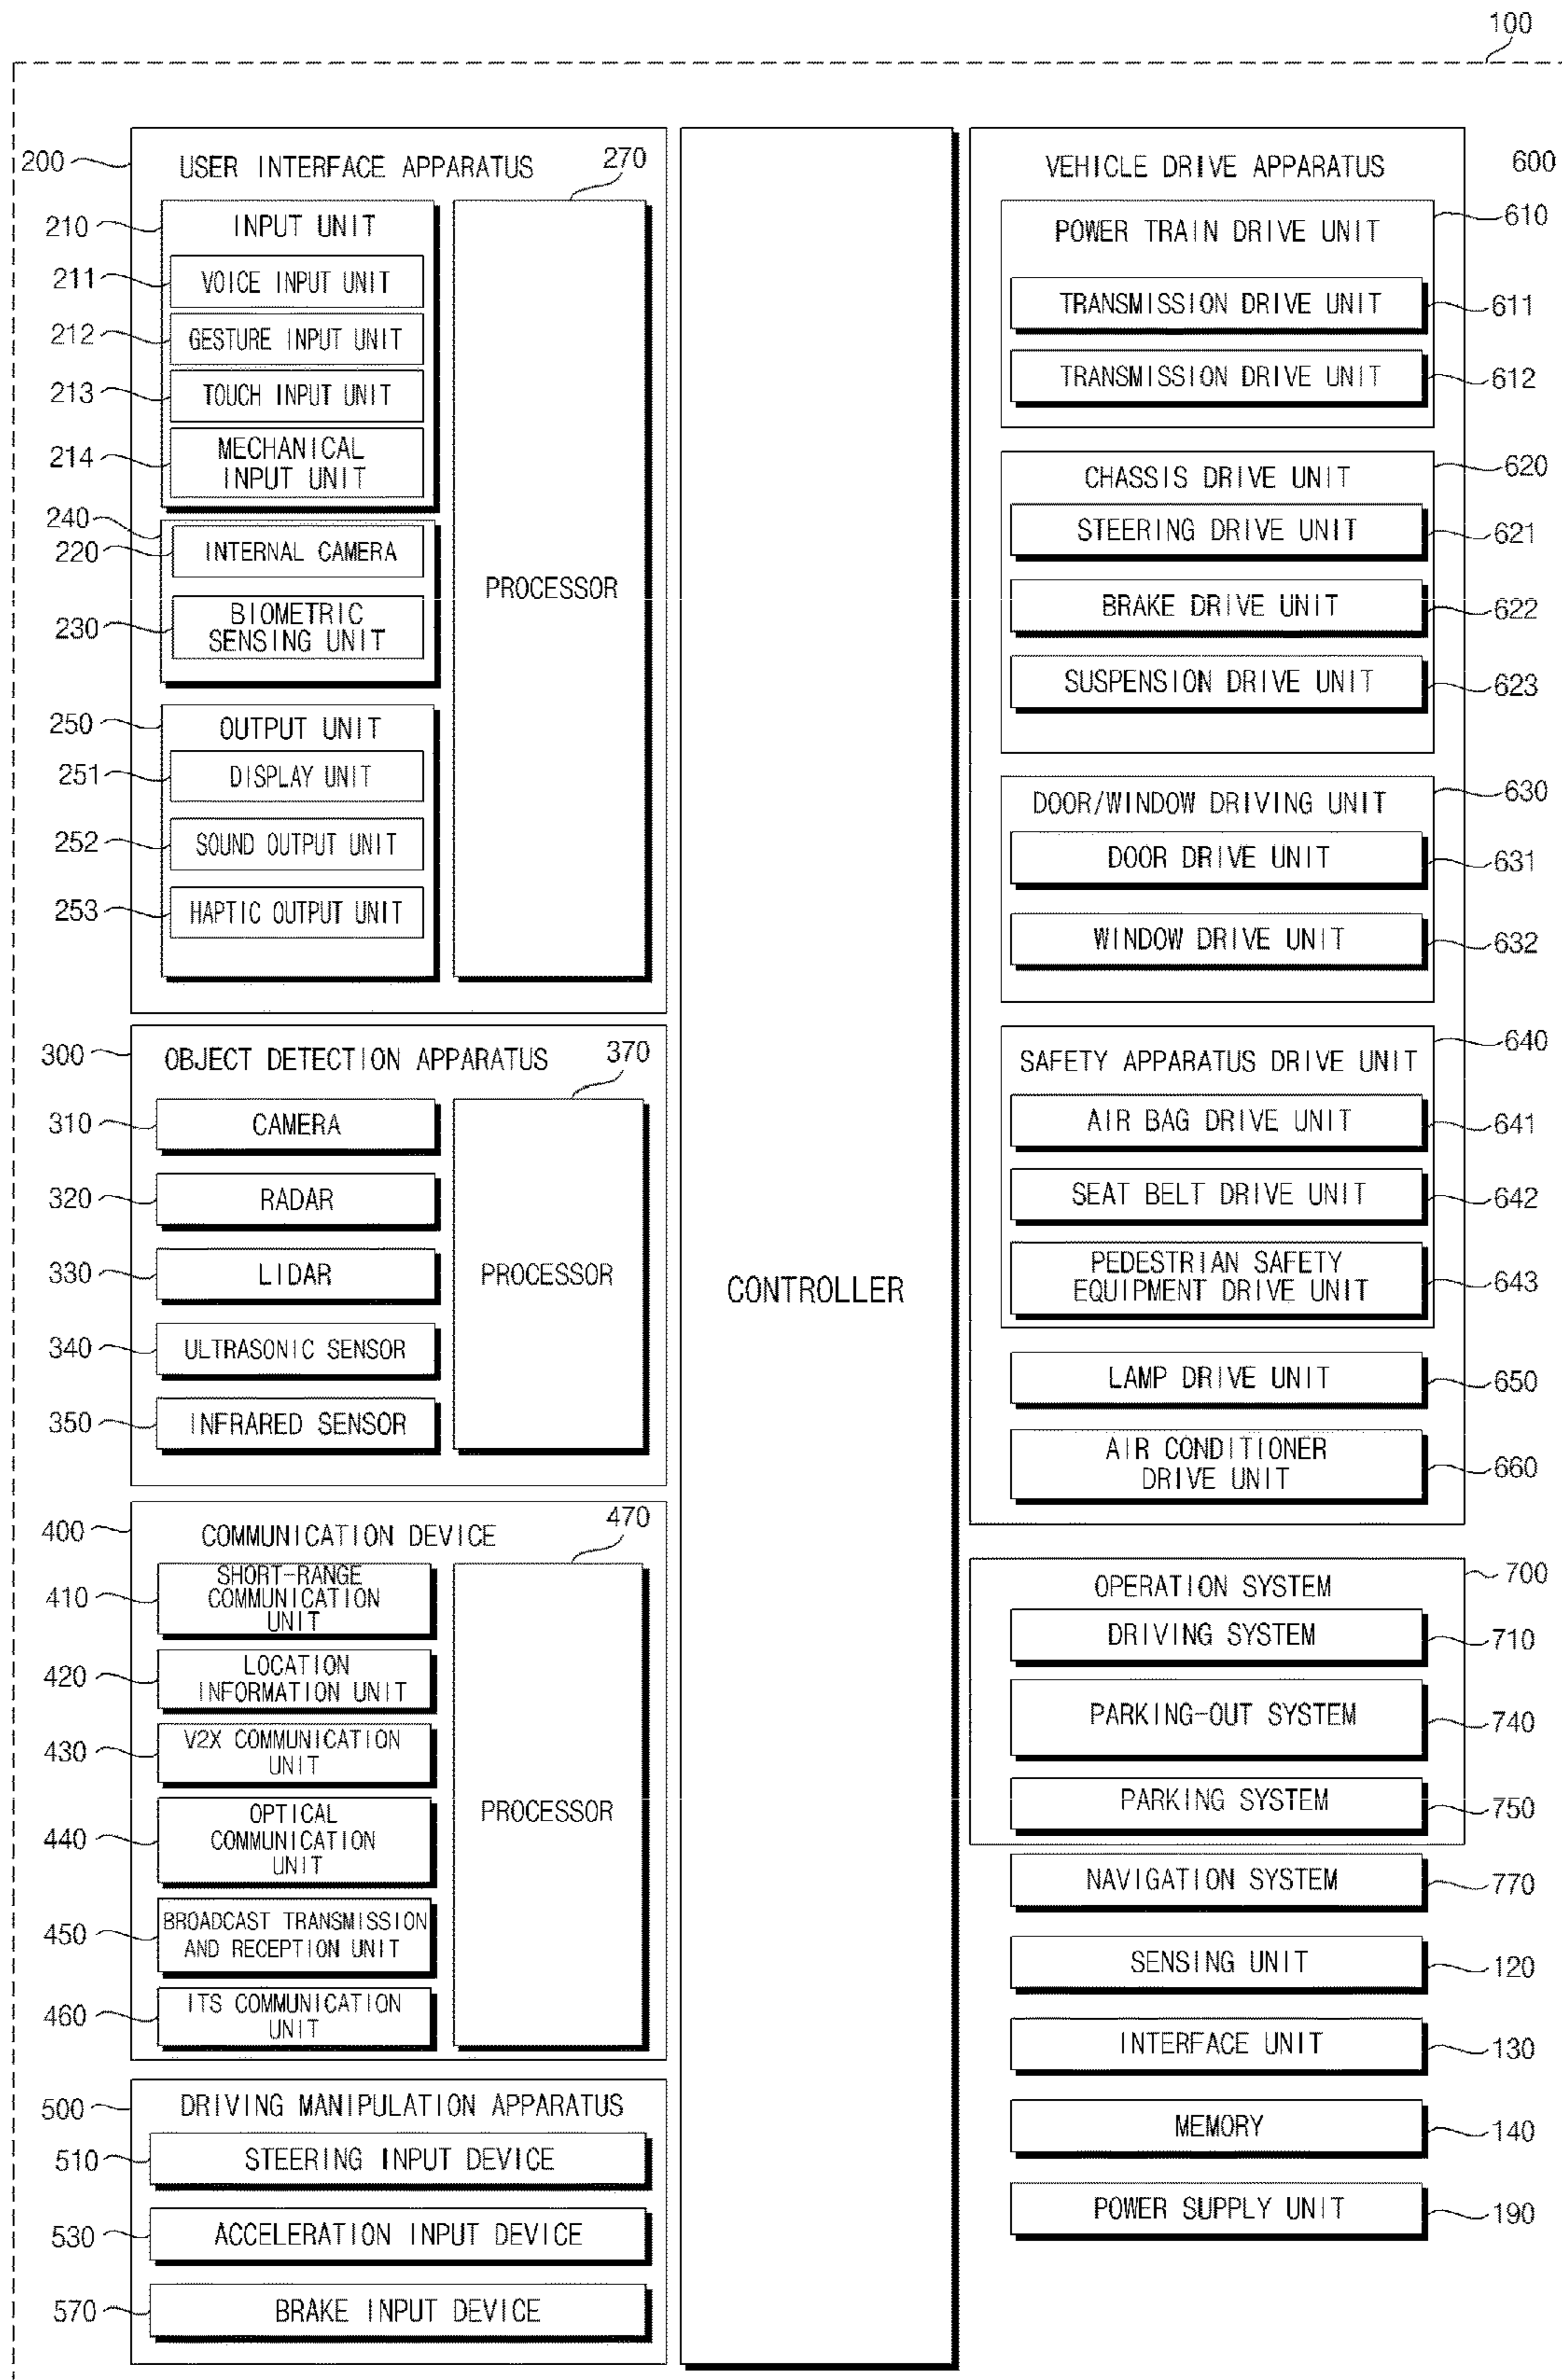 100
200
USER INTERFACE APPARATUS
270
210
INPUT UNIT
211
VOICE INPUT UNIT
212
GESTURE INPUT UNIT
213
TOUCH INPUT UNIT
214
MECHANICAL
INPUT UNIT
240
220
INTERNAL CAMERA
230
BIOMETRIC
SENSING UNIT
PROCESSOR
250
OUTPUT UNIT
251
DISPLAY UNIT
252
SOUND OUTPUT UNIT
253
HAPTIC OUTPUT UNIT
300
OBJECT DETECTION APPARATUS
370
310
CAMERA
320
RADAR
330
LIDAR
PROCESSOR
340
ULTRASONIC SENSOR
350
INFRARED SENSOR
400
COMMUNICATION DEVICE
470
410
SHORT-RANGE
COMMUNICATION
UNIT
420
LOCATION
INFORMATION UNIT
430
V2X COMMUNICATION
UNIT
440
OPTICAL
COMMUNICATION
UNIT
PROCESSOR
450
BROADCAST TRANSMISSION
AND RECEPTION UNIT
460
ITS COMMUNICATION
UNIT
500
DRIVING MANIPULATION APPARATUS
510
STEERING INPUT DEVICE
530
ACCELERATION INPUT DEVICE
570
BRAKE INPUT DEVICE
CONTROLLER
VEHICLE DRIVE APPARATUS
600
POWER TRAIN DRIVE UNIT
610
TRANSMISSION DRIVE UNIT
611
TRANSMISSION DRIVE UNIT
612
CHASSIS DRIVE UNIT
620
STEERING DRIVE UNIT
621
BRAKE DRIVE UNIT
622
SUSPENSION DRIVE UNIT
623
DOOR/WINDOW DRIVING UNIT
630
DOOR DRIVE UNIT
631
WINDOW DRIVE UNIT
632
SAFETY APPARATUS DRIVE UNIT
640
AIR BAG DRIVE UNIT
641
SEAT BELT DRIVE UNIT
642
PEDESTRIAN SAFETY
EQUIPMENT DRIVE UNIT
643
LAMP DRIVE UNIT
650
AIR CONDITIONER
DRIVE UNIT
660
OPERATION SYSTEM
700
DRIVING SYSTEM
710
PARKING-OUT SYSTEM
740
PARKING SYSTEM
750
NAVIGATION SYSTEM
770
SENSING UNIT
120
INTERFACE UNIT
130
MEMORY
140
POWER SUPPLY UNIT
190